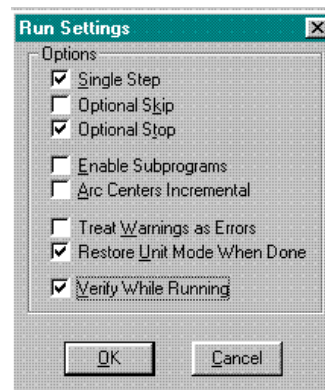 Run Settings
Options
Single Step
Optional Skip
Optional Stop
Enable Subprograms
Arc Centers Incremental
Treat Warnings as Errors
Restore Unit Mode When Done
Verify While Running
OK
Cancel